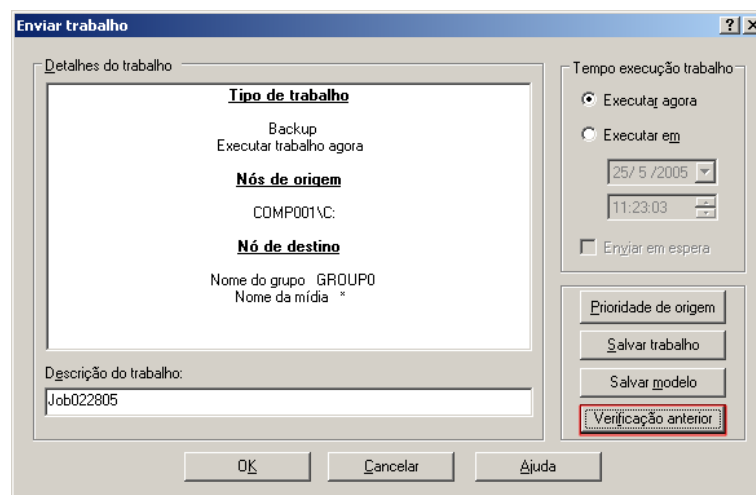 Enviar trabalho
Detalhes do trabalho
Tipo de trabalho
Backup
Executar trabalho agora
Nós de origem
COMP001\C:
Nó de destino
Nome do grupo GROUP0
Nome da mídia *
Descrição do trabalho:
Job022805
Tempo execução trabalho
Executar agora
Executar em
25/ 5 /2005
11:23:03
Enviar em espera
Prioridade de origem
Salvar trabalho
Salvar modelo
Verificação anterior
OK
Cancelar
Ajuda